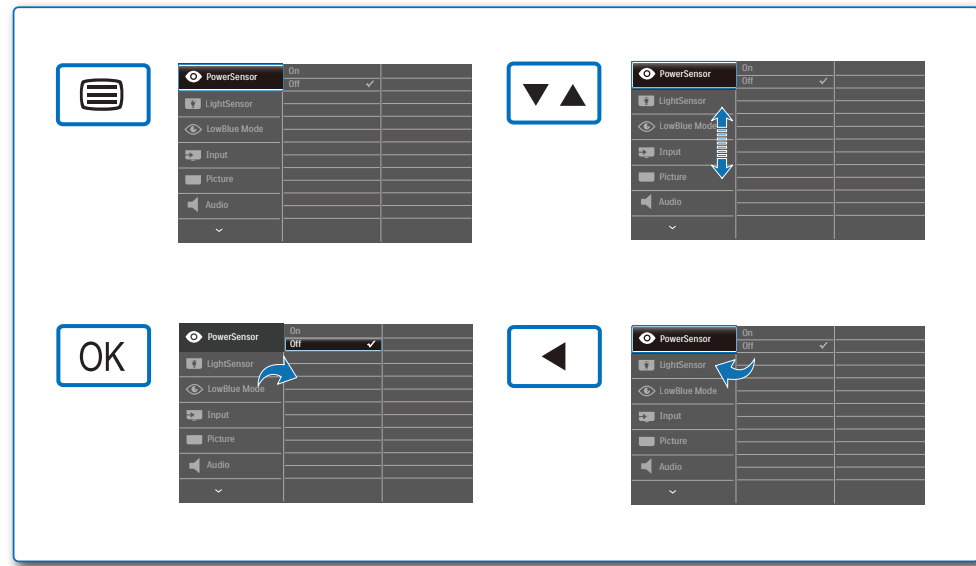 PowerSensor
On
Off
LightSensor
LowBlue Mode
Input
Picture
Audio
PowerSensor
On
Off
LightSensor
LowBlue Mode
Input
Picture
Audio
OK
PowerSensor
On
Off
LightSensor
LowBlue Mode
Input
Picture
Audio
PowerSensor
On
Off
LightSensor
LowBlue Mode
Input
Picture
Audio